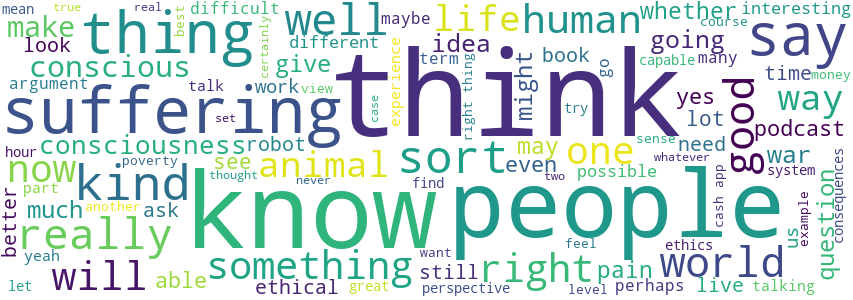 mean true real best difficult well maybe life human whether interesting
make thing different term idea book going course say
look conscious give might go many
argument talk work view experience think right thing try yes capable time money
suffering case lot way
consciousness robot may sense need good podcast
hour set see animal sort even one possible whatever war system
now poverty thought never find two cash app question consequences
part kind know people us example
much another ask
better really something right feel ethics world
yeah will able ethical still want pain perhaps live
let great perspective level talking